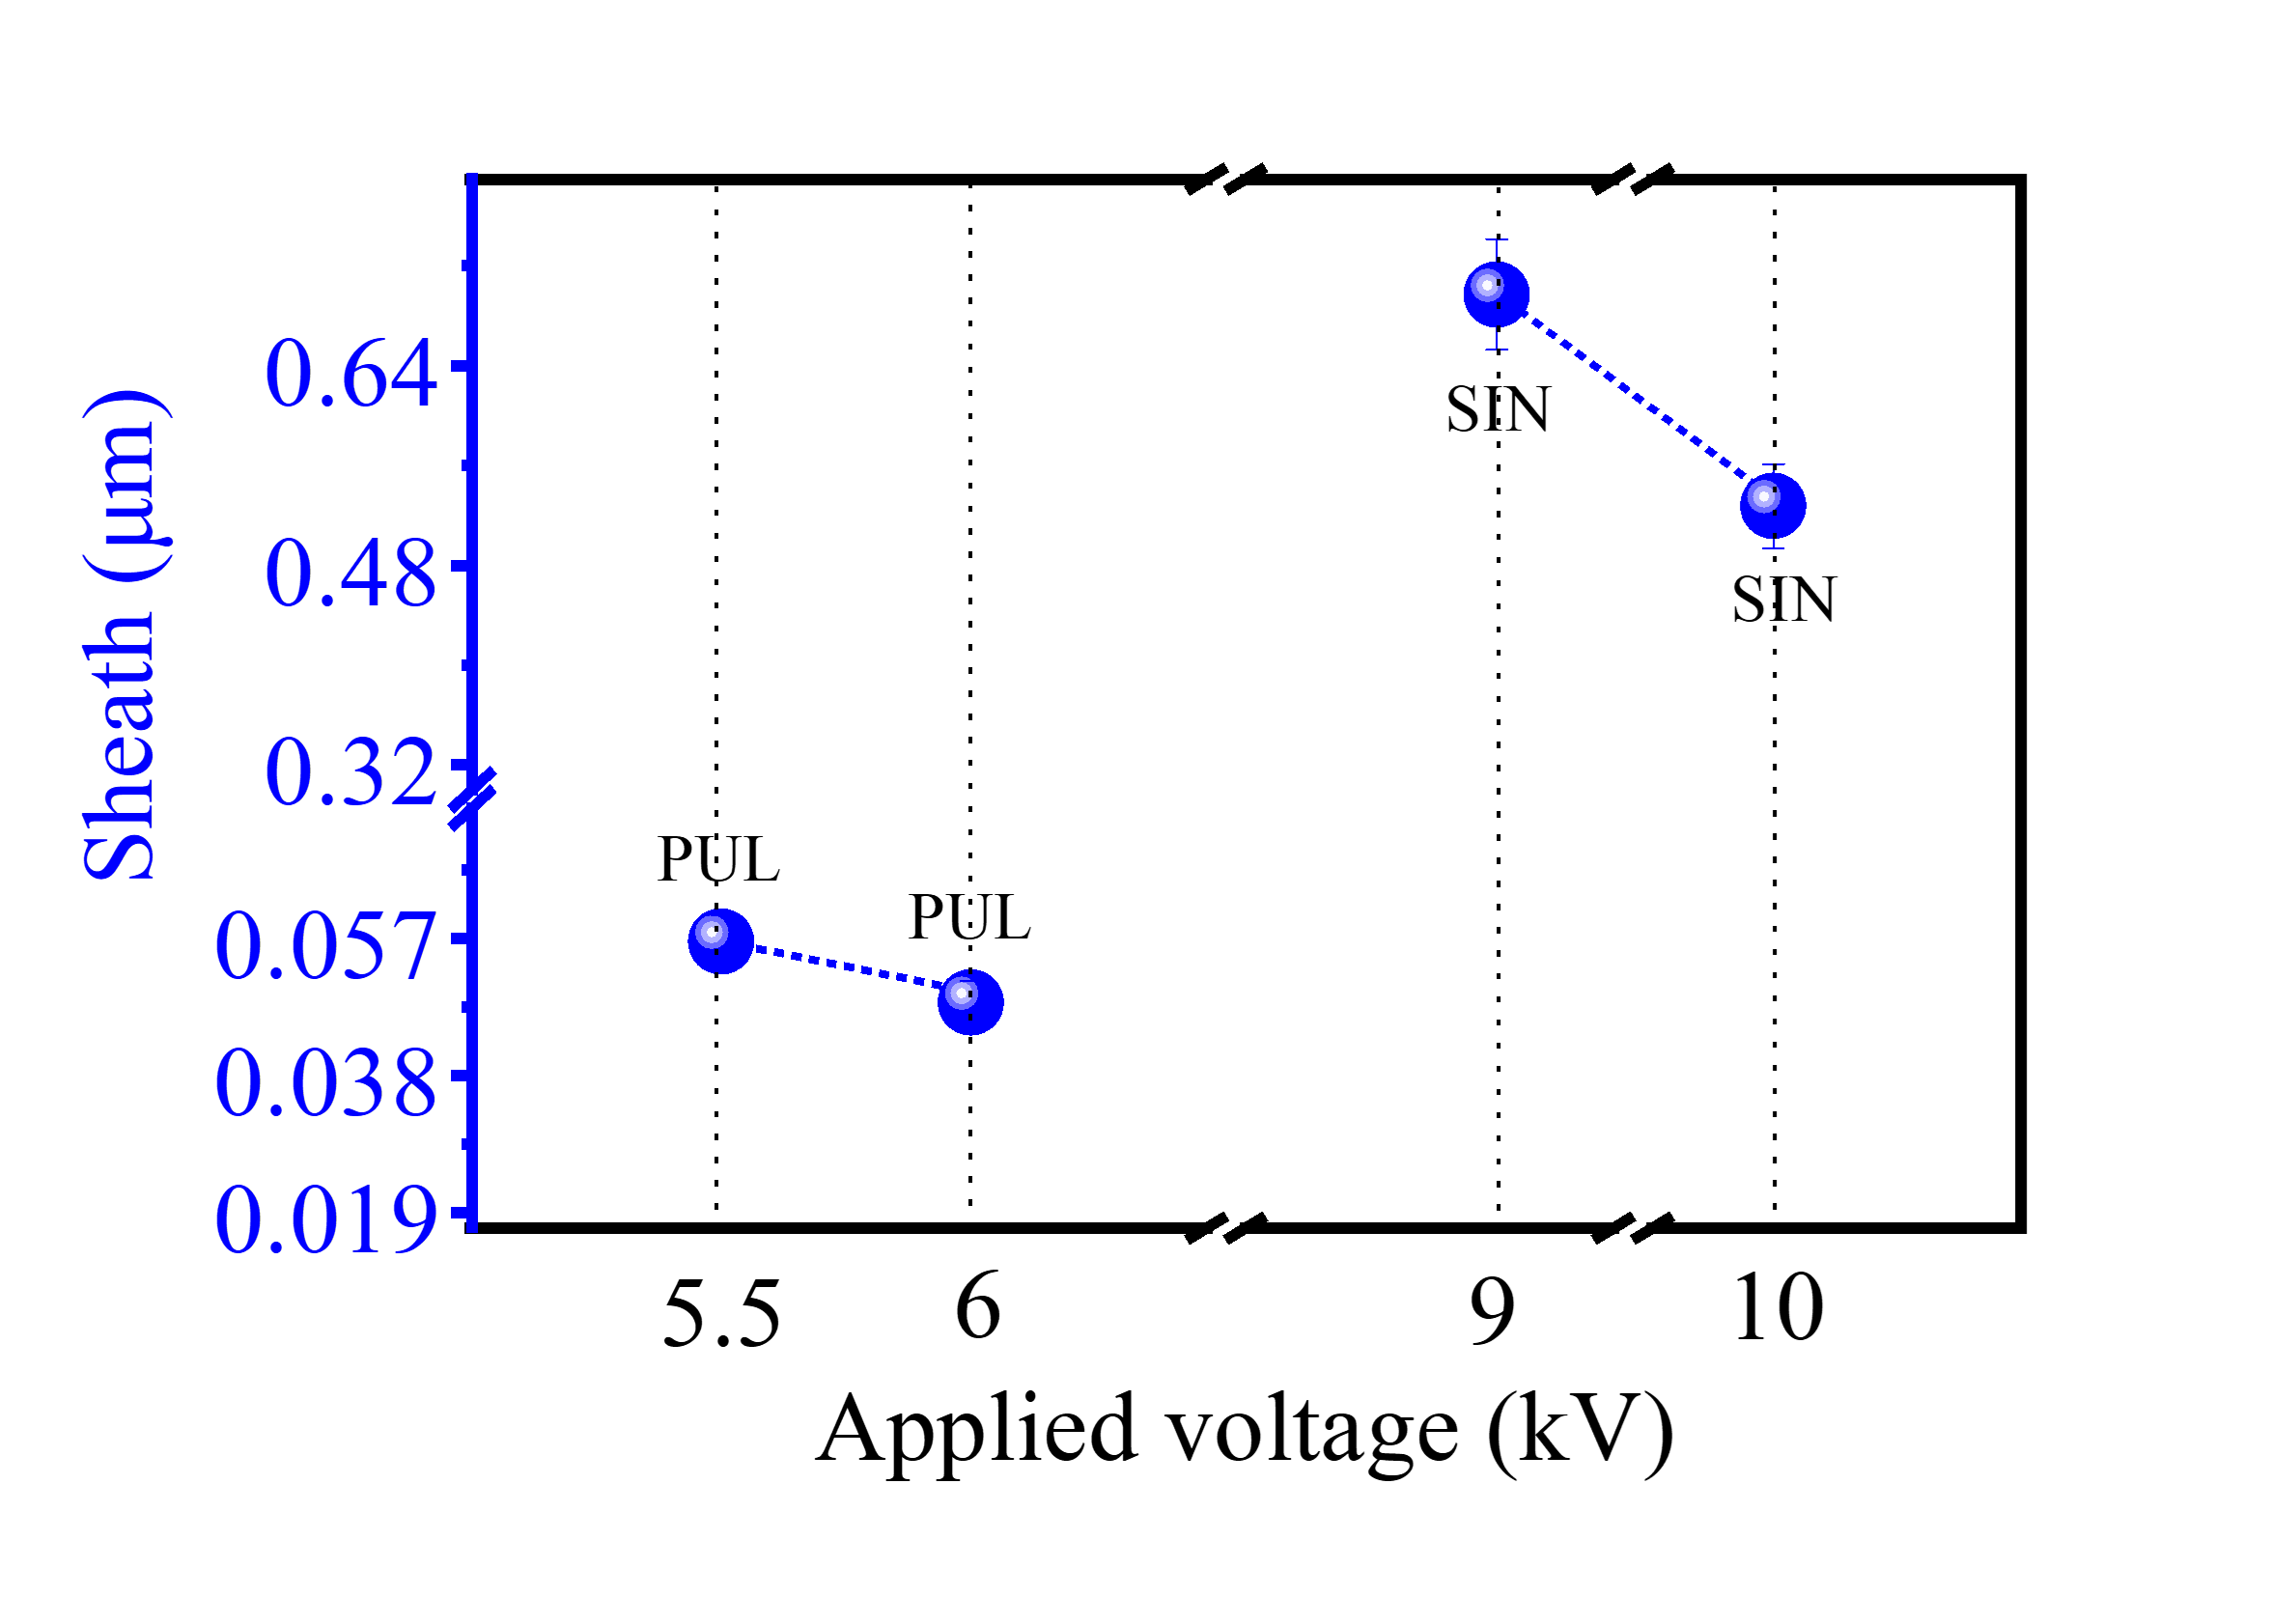 Sheath (μm)
0.64
0.48
0.32
0.057
0.038
0.019
SIN
SIN
PUL
PUL
5.5
6
9
10
Applied voltage (kV)